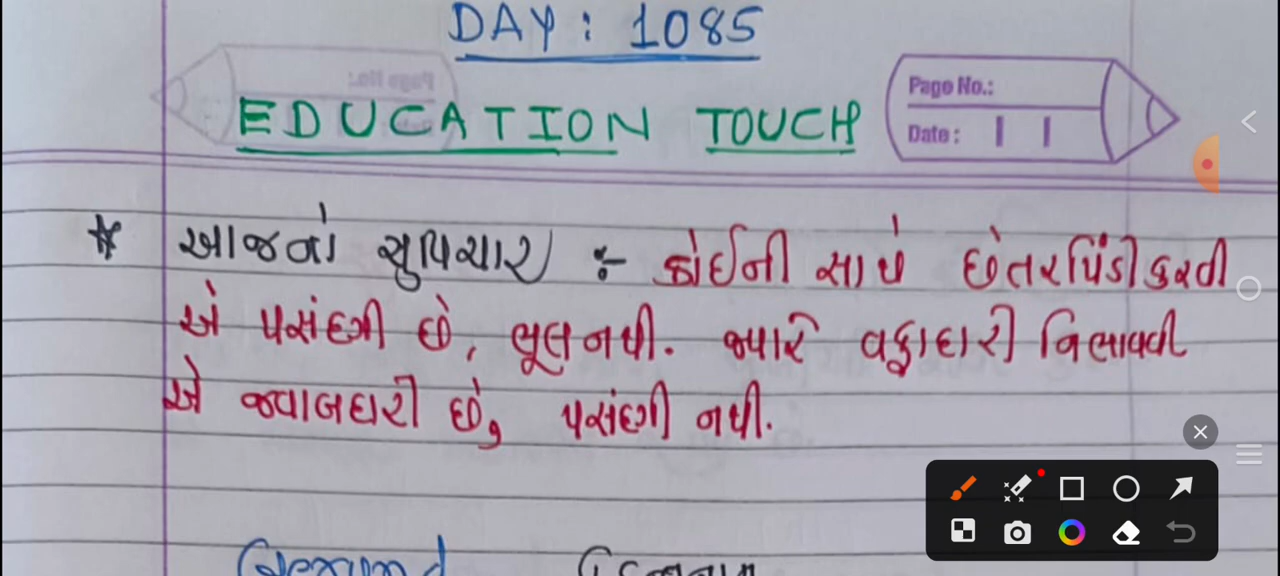 DAY : 1085
Page No.:
EDUCATION TOUCH
Date :
* આજનાં સુવિચાર :- કોઈની સાથે છેતરપિંડી કરવી
એ પસંદગી છે, ભૂલ નથી. જ્યારે વફાદારી નિભાવવી
એ જવાબદારી છે, પસંદગી નથી.